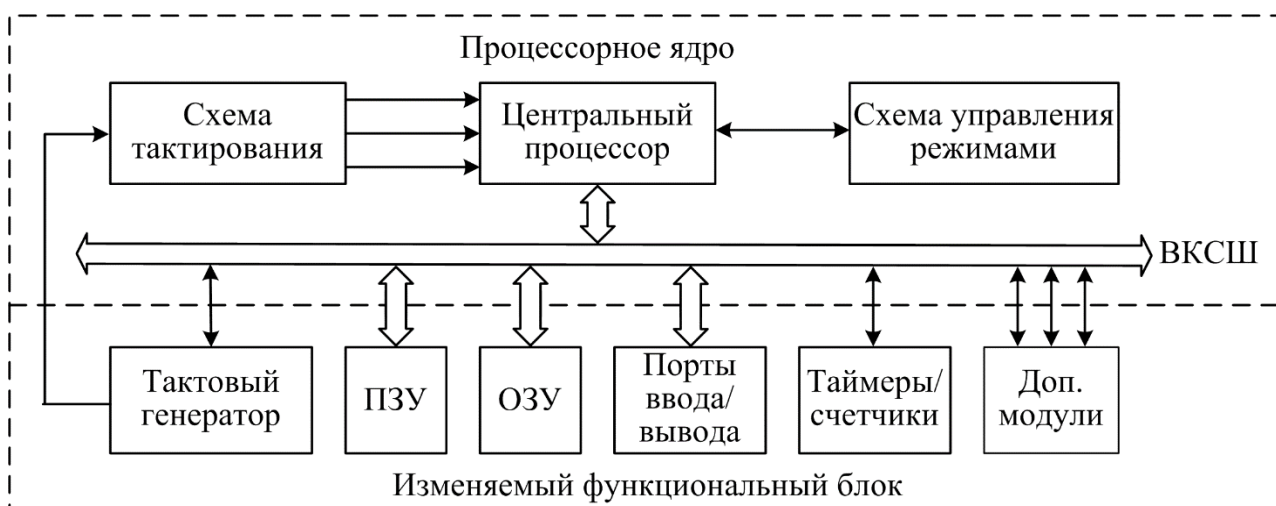 Процессорное ядро
Схема
тактирования
Центральный
процессор
Схема управления
режимами
ВКСШ
Тактовый
генератор
ПЗУ
ОЗУ
Порты
ввода/
вывода
Таймеры/
счетчики
Доп.
модули
Изменяемый функциональный блок